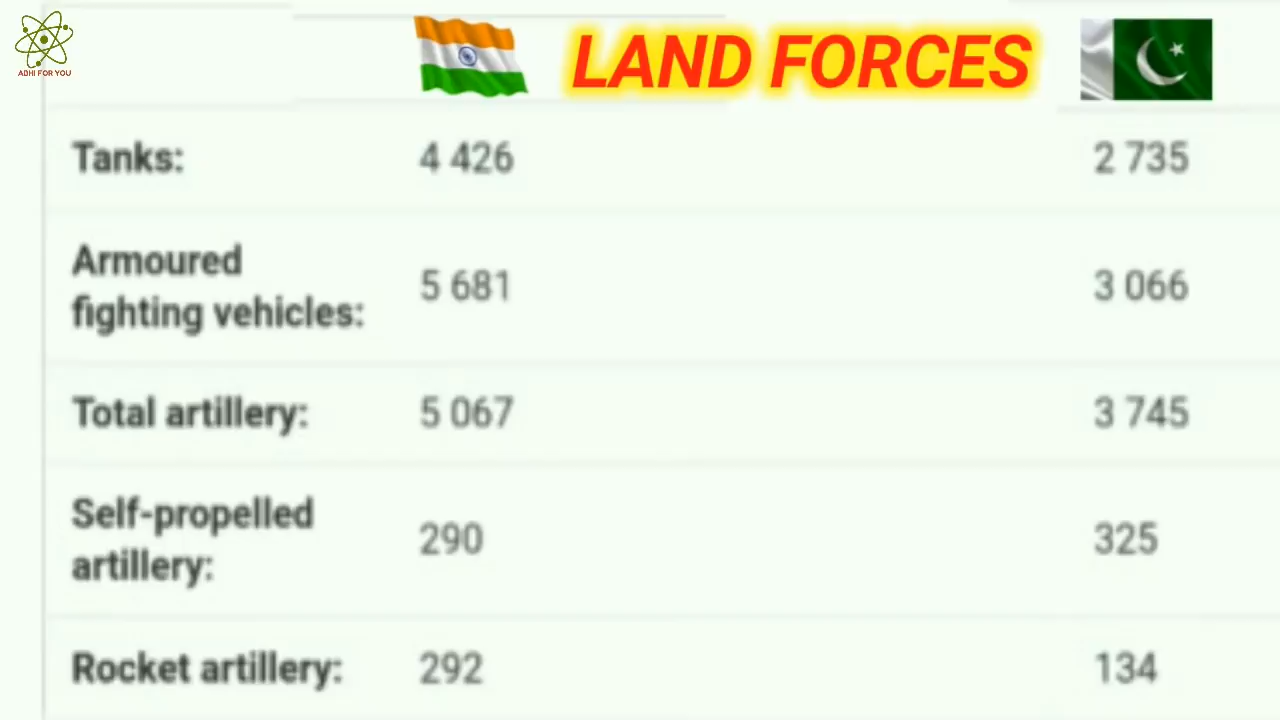 ADHI FOR YOU
LAND FORCES
Tanks: 4 426 2 735
Armoured
fighting vehicles: 5 681 3 066
Total artillery: 5 067 3 745
Self-propelled
artillery: 290 325
Rocket artillery: 292 134